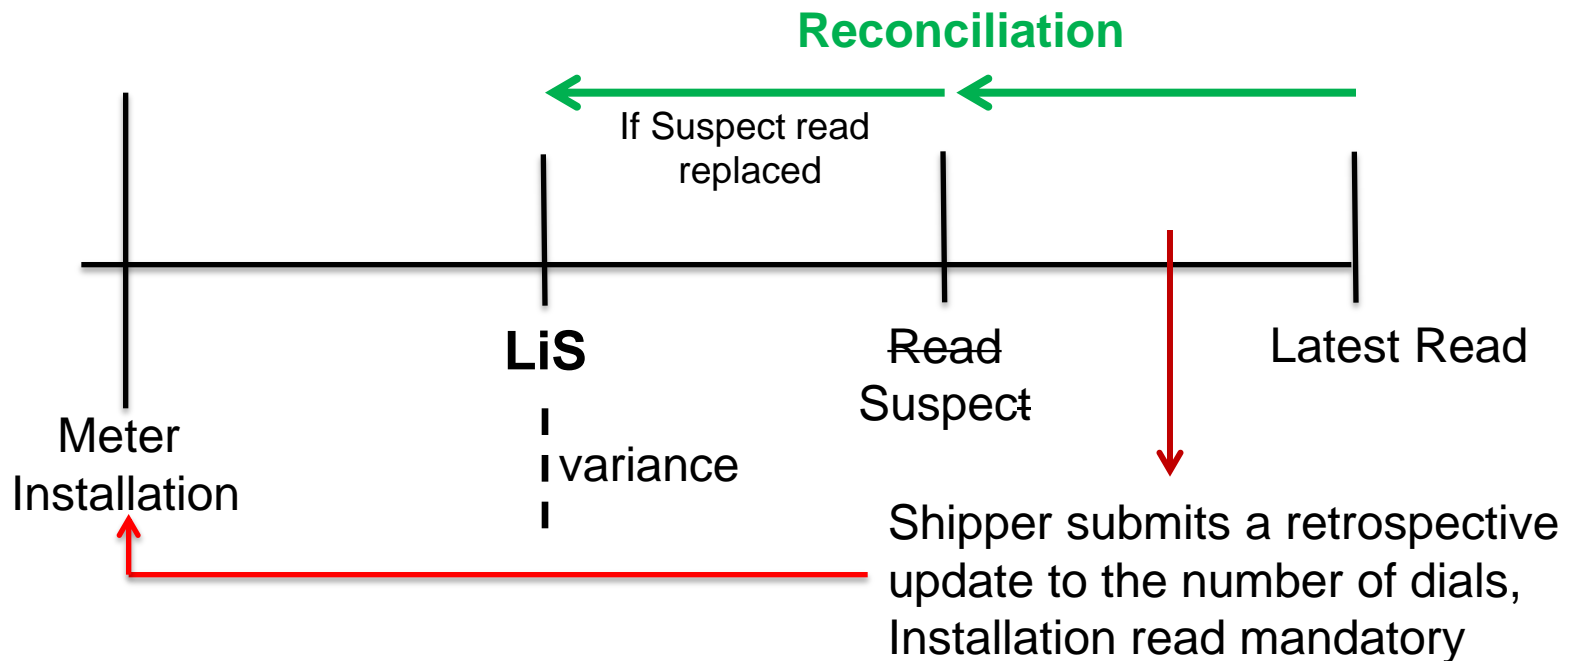 Reconciliation
If Suspect read
replaced
LiS
Read
Suspect
Latest Read
Meter
Installation
variance
Shipper submits a retrospective
update to the number of dials,
Installation read mandatory